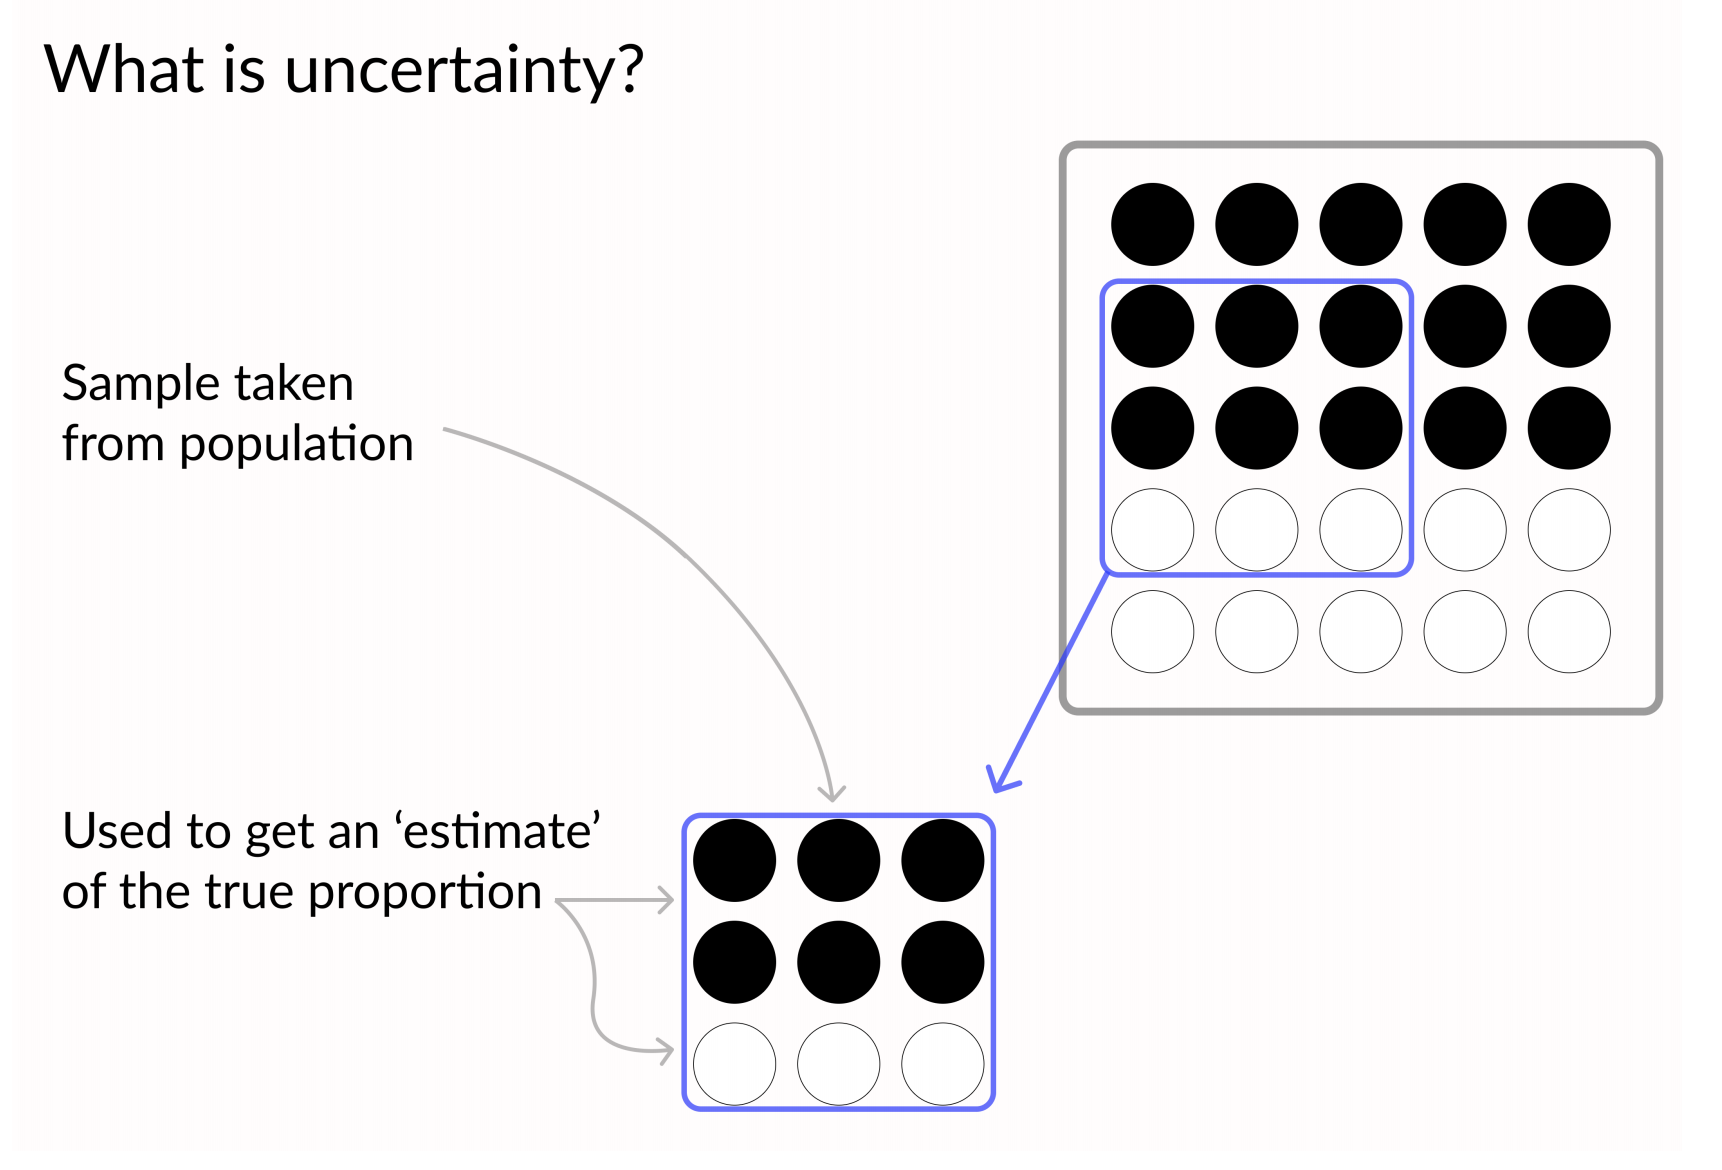 What is uncertainty?
Sample taken
from population
Used to get an ‘estimate’
of the true proportion